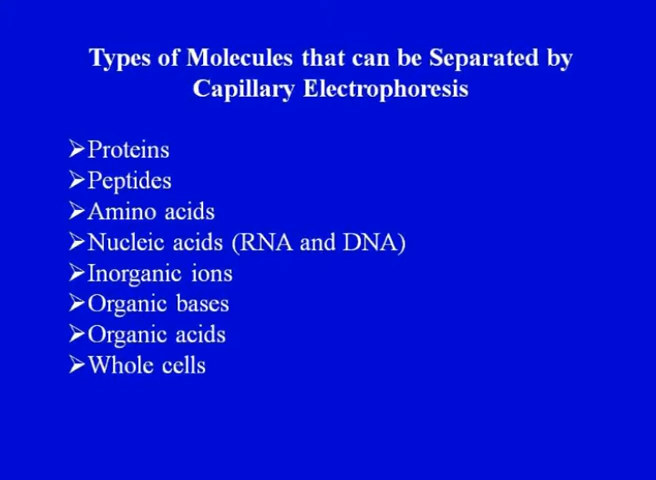 Types of Molecules that can be Separated by
Capillary Electrophoresis
➢Proteins
➢Peptides
➢Amino acids
➢Nucleic acids (RNA and DNA)
➢Inorganic ions
➢Organic bases
➢Organic acids
➢Whole cells